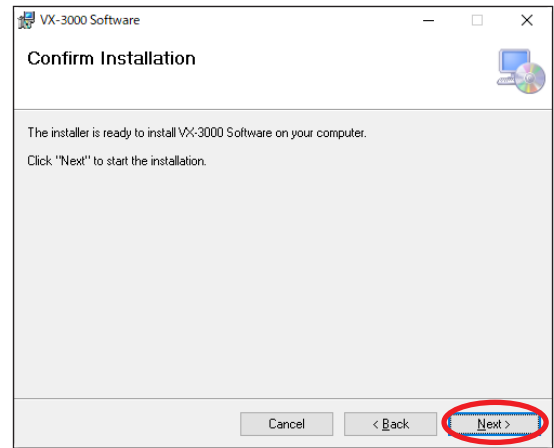 VX-3000 Software
Confirm Installation
The installer is ready to install VX-3000 Software on your computer.
Click "Next" to start the installation.
Cancel
< Back
Next >